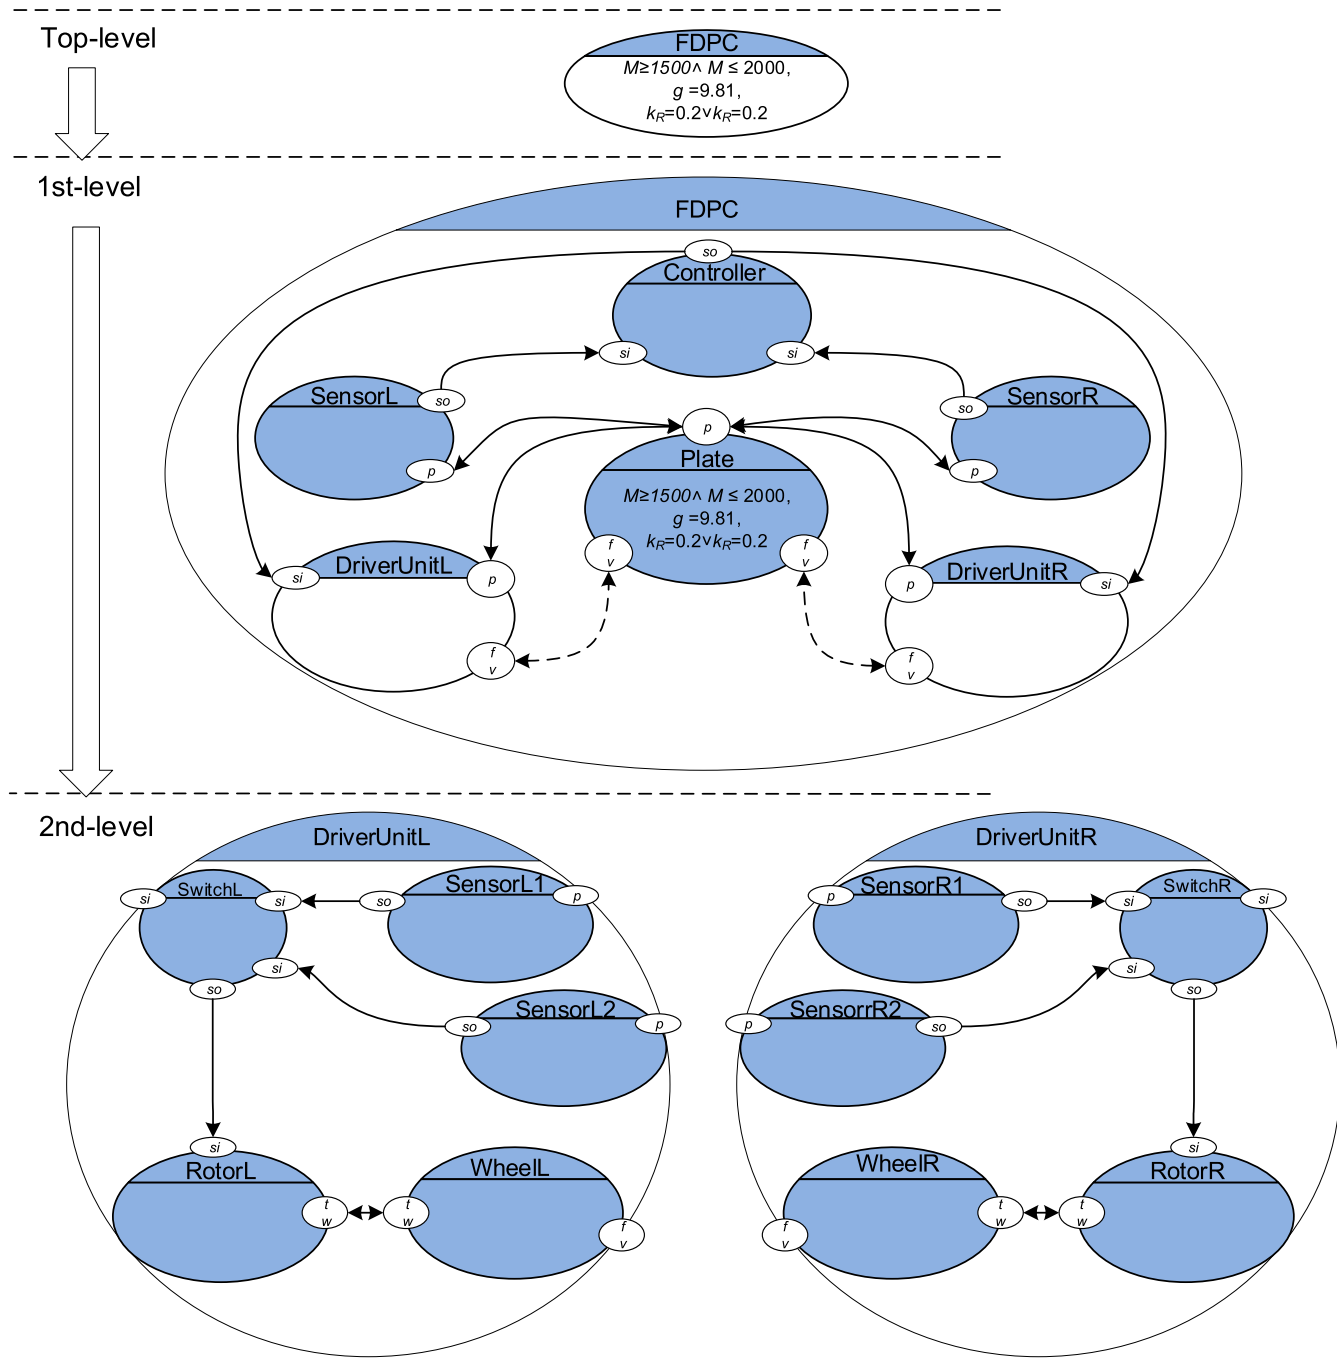 Top-level
FDPC
M≥1500∧ M ≤ 2000,
g =9.81,
kR=0.2∨kR=0.2
1st-level
FDPC
so
Controller
si
si
SensorL
so
p
SensorR
so
p
p
Plate
M≥1500∧ M ≤ 2000,
g =9.81,
kR=0.2∨kR=0.2
f
v
f
v
si
DriverUnitL
p
f
v
p
DriverUnitR
si
f
v
2nd-level
DriverUnitL
si
SwitchL
si
si
so
so
SensorL1
p
so
SensorL2
p
si
RotorL
t
w
t
w
WheelL
f
v
DriverUnitR
p
SensorR1
so
si
SwitchR
si
si
so
p
SensorrR2
so
WheelR
t
w
f
v
si
RotorR
t
w